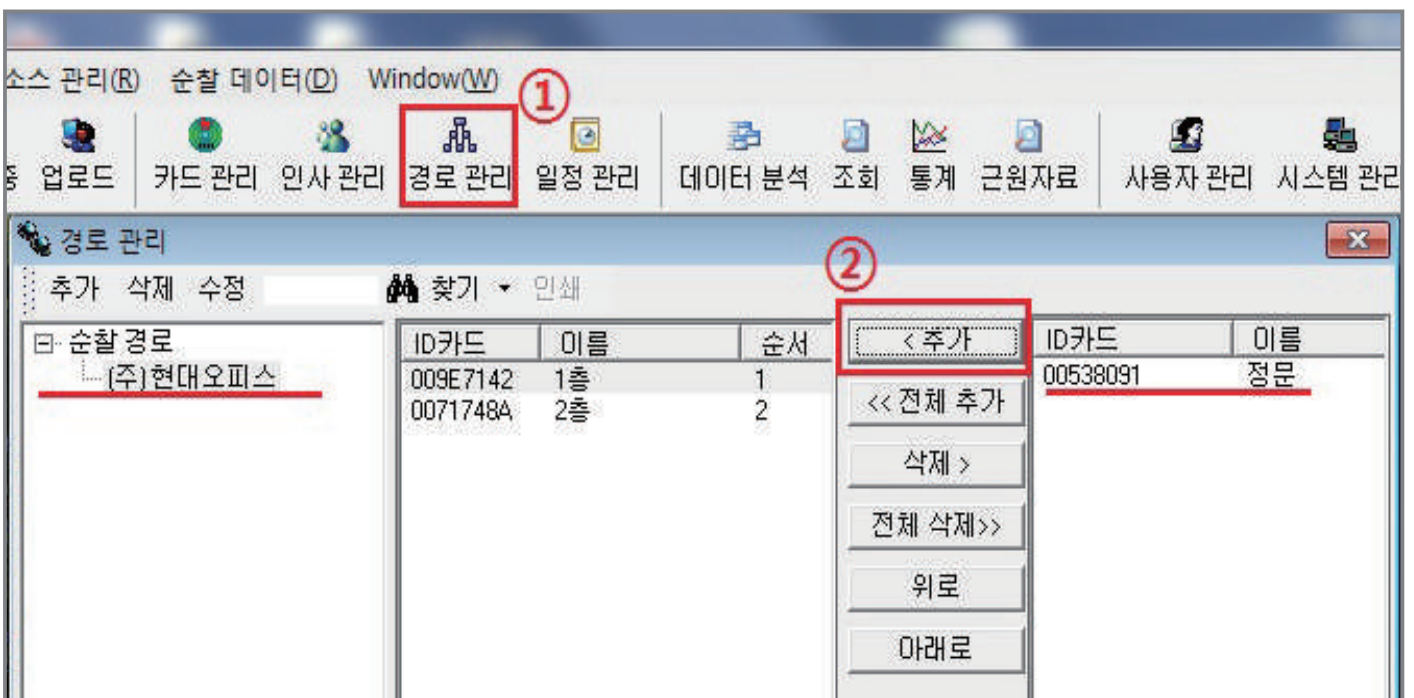 소스 관리(R) 순찰 데이터(D) Window(W)
①
업로드 카드 관리 인사 관리 경로 관리 일정 관리 데이터 분석 조회 통계 근원자료 사용자 관리 시스템 관리
경로 관리
②
추가 삭제 수정 찾기 인쇄
순찰 경로
(주)현대오피스
ID카드 이름 순서
009E7142 1층 1
0071748A 2층 2
< 추가
<< 전체 추가
삭제 >
전체 삭제>>
위로
아래로
ID카드 이름
00538091 정문